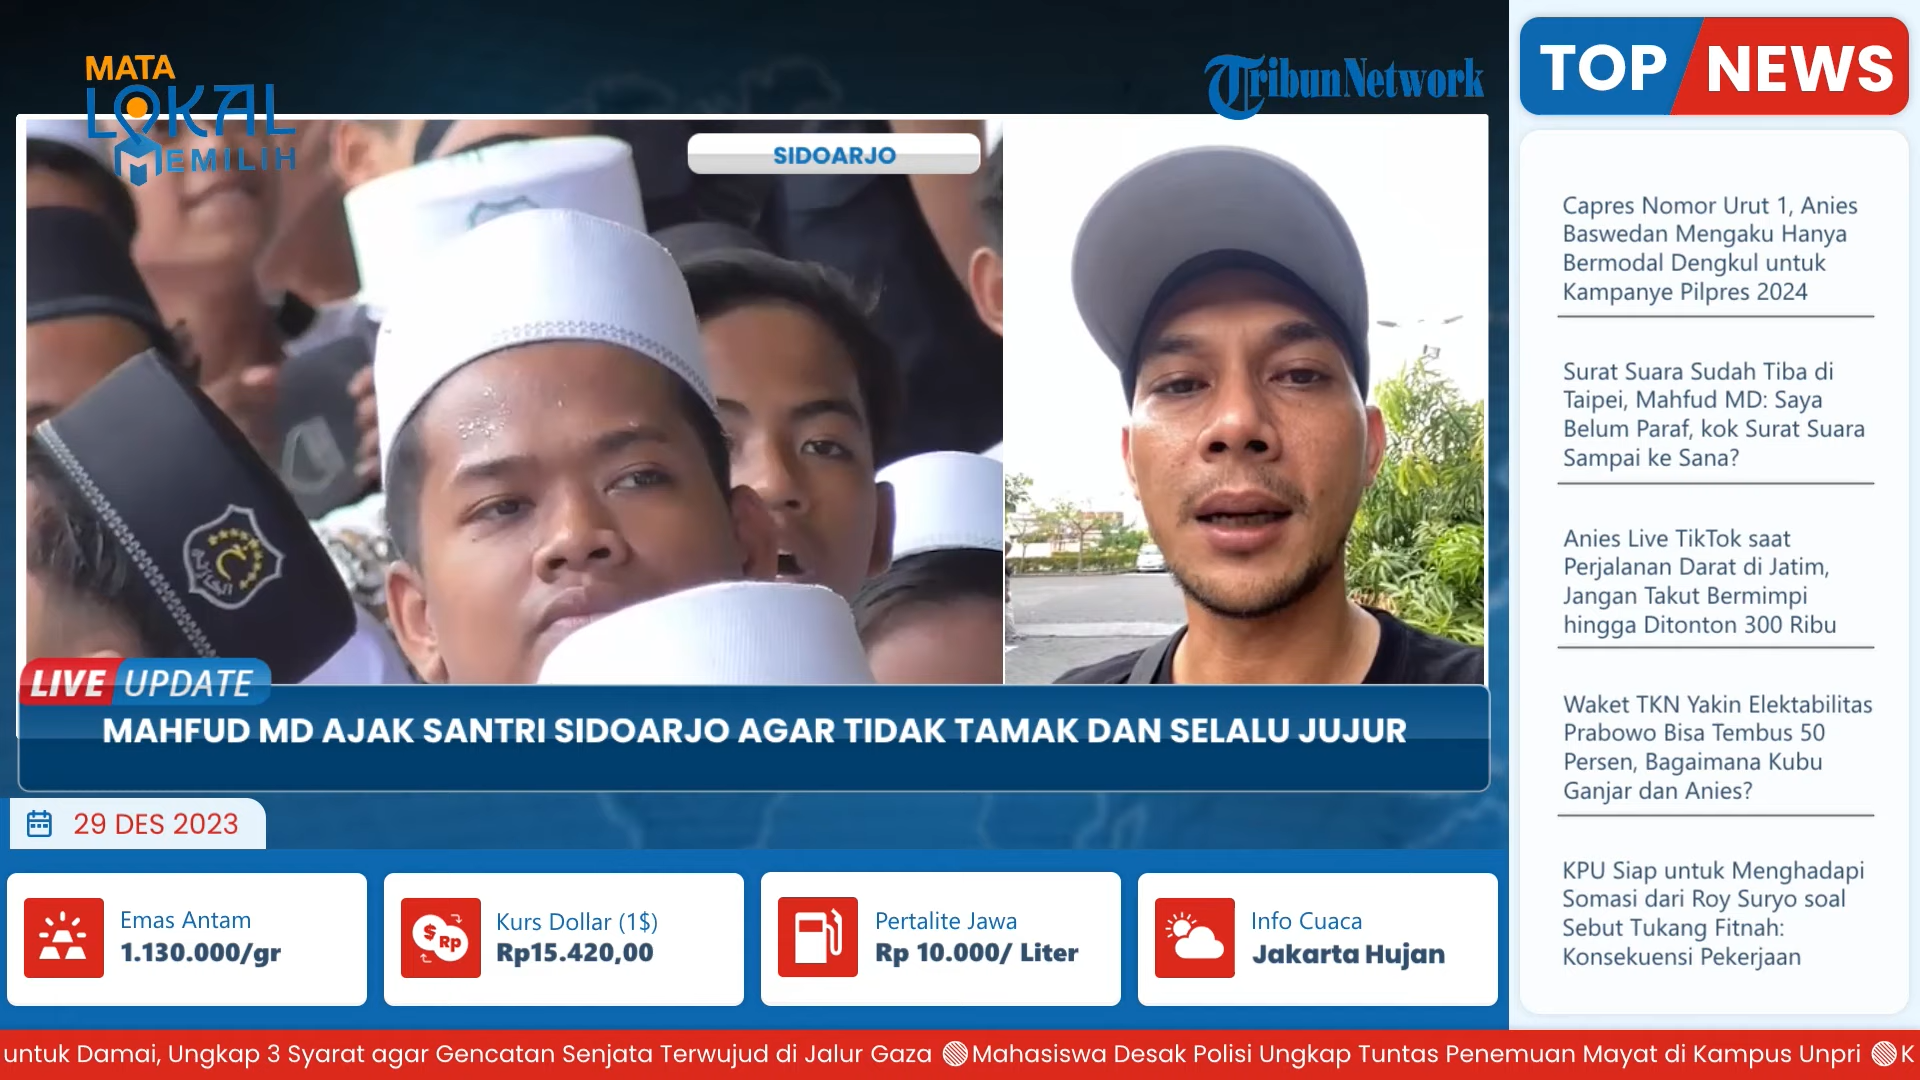 MATA
LOKAL
MEMILIH
TribunNetwork
SIDOARJO
LIVE UPDATE
MAHFUD MD AJAK SANTRI SIDOARJO AGAR TIDAK TAMAK DAN SELALU JUJUR
29 DES 2023
Emas Antam
1.130.000/gr
Kurs Dollar (1$)
Rp15.420,00
Pertalite Jawa
Rp 10.000/ Liter
Info Cuaca
Jakarta Hujan
TOP NEWS
Capres Nomor Urut 1, Anies
Baswedan Mengaku Hanya
Bermodal Dengkul untuk
Kampanye Pilpres 2024
Surat Suara Sudah Tiba di
Taipei, Mahfud MD: Saya
Belum Paraf, kok Surat Suara
Sampai ke Sana?
Anies Live TikTok saat
Perjalanan Darat di Jatim,
Jangan Takut Bermimpi
hingga Ditonton 300 Ribu
Waket TKN Yakin Elektabilitas
Prabowo Bisa Tembus 50
Persen, Bagaimana Kubu
Ganjar dan Anies?
KPU Siap untuk Menghadapi
Somasi dari Roy Suryo soal
Sebut Tukang Fitnah:
Konsekuensi Pekerjaan
untuk Damai, Ungkap 3 Syarat agar Gencatan Senjata Terwujud di Jalur Gaza Mahasiswa Desak Polisi Ungkap Tuntas Penemuan Mayat di Kampus Unpri K